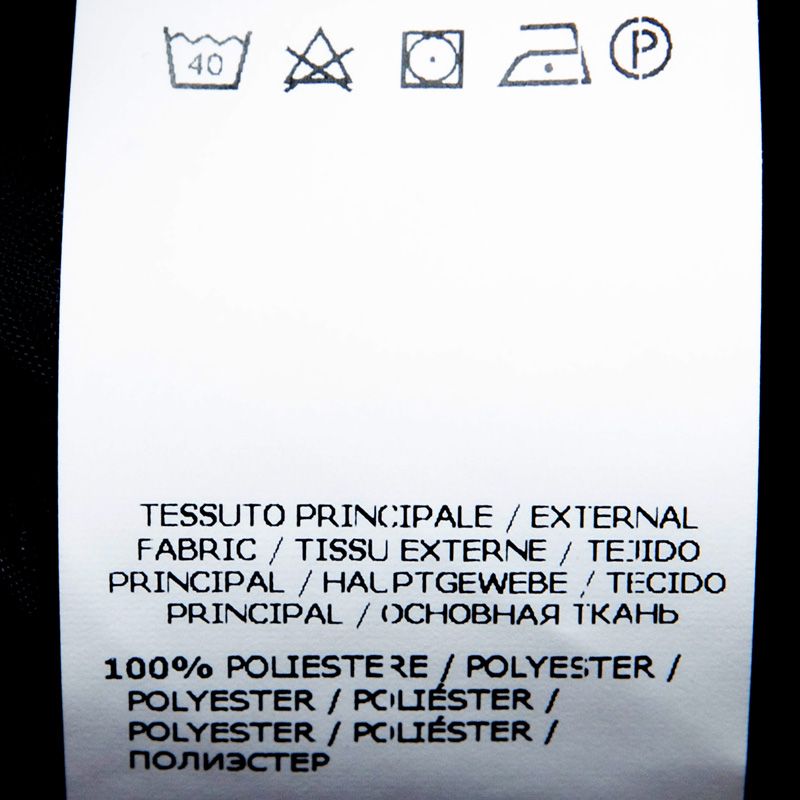 40
P
TESSUTO PRINCIPALE / EXTERNAL
FABRIC / TISSU EXTERNE / TEJIDO
PRINCIPAL / HAUPTGEWEBE / TECIDO
PRINCIPAL / ОСНОВНАЯ ТКАНЬ
100% POLIESTERE / POLYESTER /
POLYESTER / POLIÉSTER /
POLYESTER / POLIÉSTER /
ПОЛИЭСТЕР